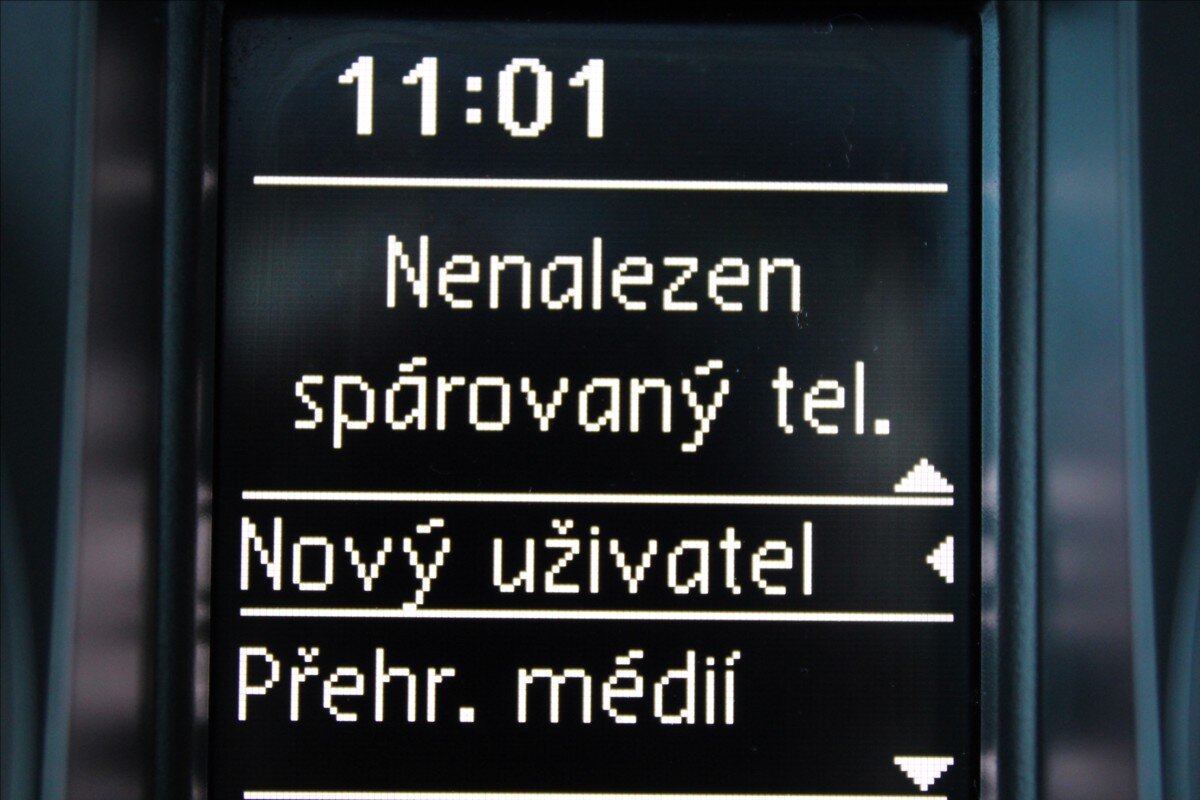 11:01
Nenalezen
spárovaný tel.
Nový uživatel
Přehr. médií